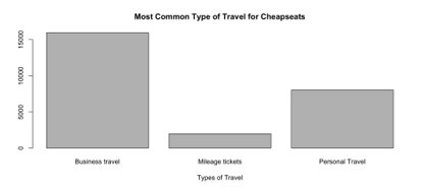 Most Common Type of Travel for Cheapseats
15000
10000
5000
0
Business travel
Mileage tickets
Personal Travel
Types of Travel